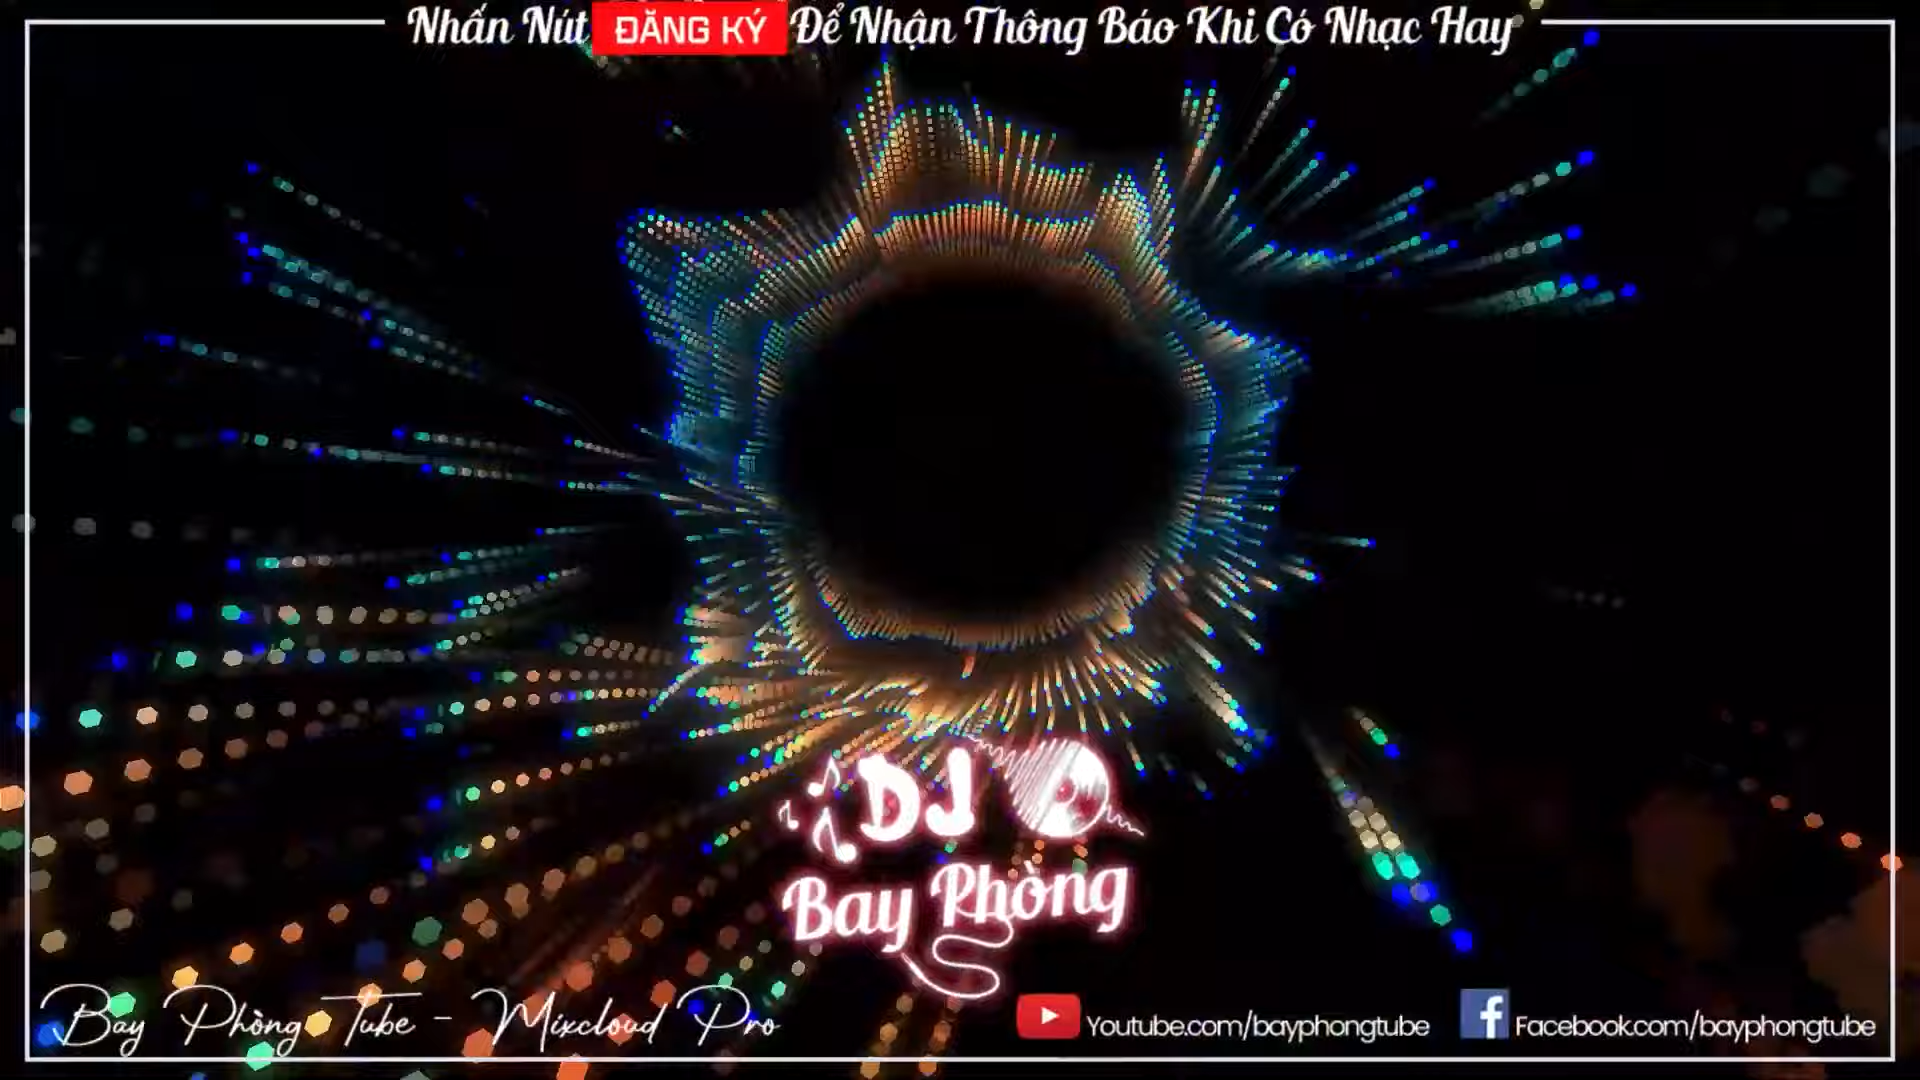 Nhấn Nút ĐĂNG KÝ Để Nhận Thông Báo Khi Có Nhạc Hay
DJ
Bay Phòng
Bay Phòng Tube - Mixcloud Pro
Youtube.com/bayphongtube
Facebook.com/bayphongtube